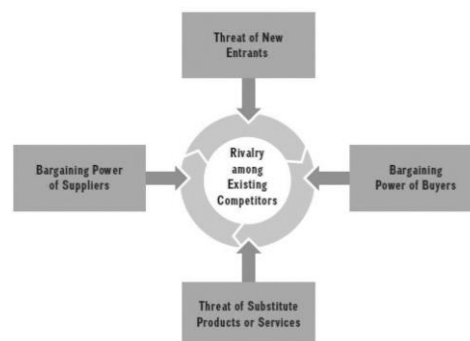 Threat of New
Entrants
Bargaining Power
of Suppliers
Rivalry
among
Existing
Competitors
Bargaining
Power of Buyers
Threat of Substitute
Products or Services